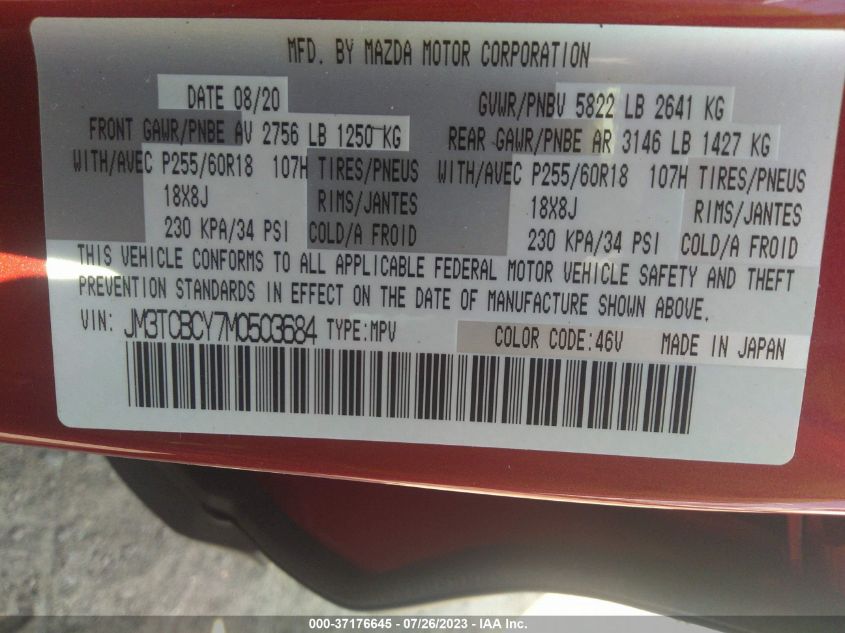 MFD. BY MAZDA MOTOR CORPORATION
DATE 08/20 GVWR/PNBV 5822 LB 2641 KG
FRONT GAWR/PNBE AV 2756 LB 1250 KG REAR GAWR/PNBE AR 3146 LB 1427 KG
WITH/AVEC P255/60R18 107H TIRES/PNEUS WITH/AVEC P255/60R18 107H TIRES/PNEUS
18X8J RIMS/JANTES 18X8J RIMS/JANTES
230 KPA/34 PSI COLD/A FROID 230 KPA/34 PSI COLD/A FROID
THIS VEHICLE CONFORMS TO ALL APPLICABLE FEDERAL MOTOR VEHICLE SAFETY AND THEFT
PREVENTION STANDARDS IN EFFECT ON THE DATE OF MANUFACTURE SHOWN ABOVE.
VIN: JM3TCBCY7M0503684 TYPE:MPV COLOR CODE:46V MADE IN JAPAN
000-37176645 - 07/26/2023 - IAA Inc.